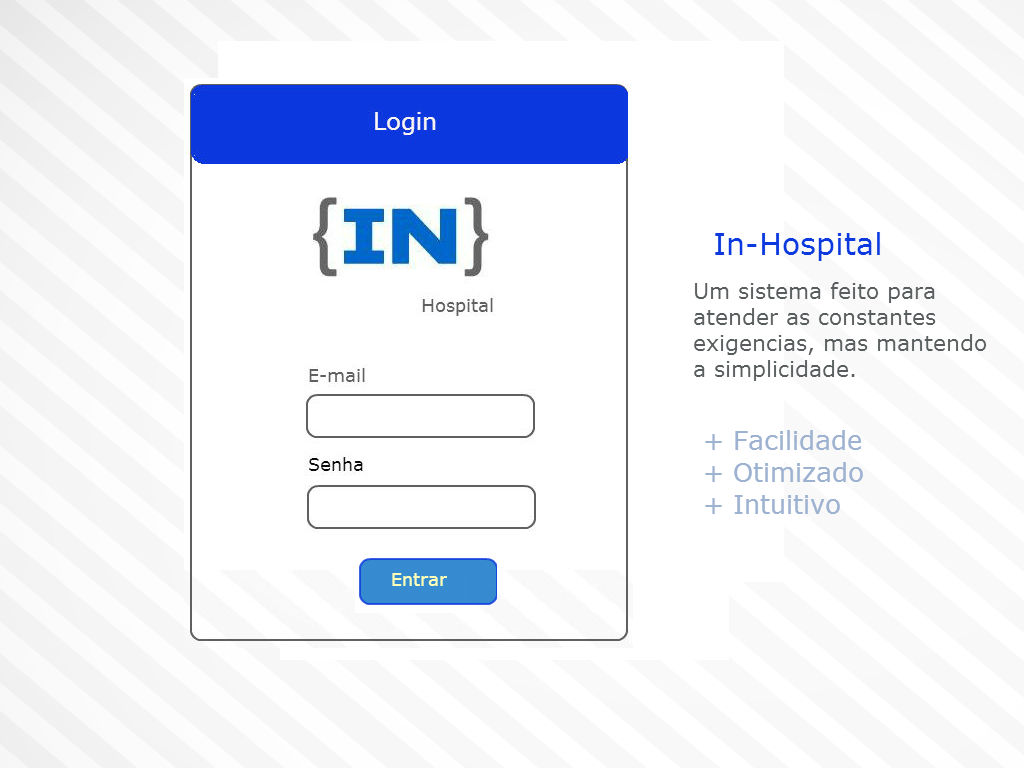 Login
{IN}
Hospital
E-mail
Senha
Entrar
In-Hospital
Um sistema feito para
atender as constantes
exigencias, mas mantendo
a simplicidade.
+ Facilidade
+ Otimizado
+ Intuitivo